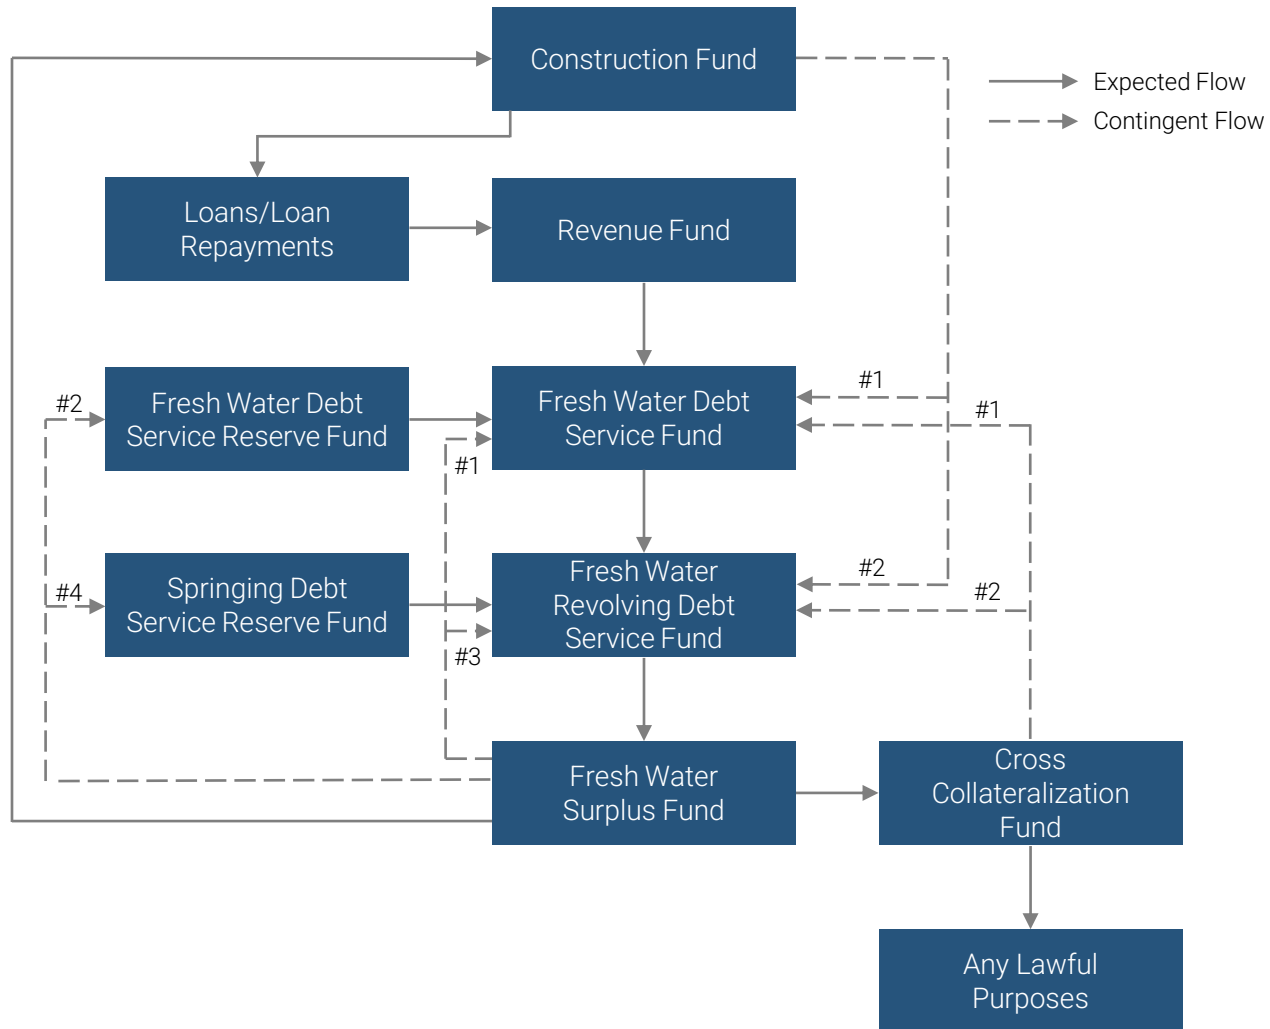 Construction Fund
Expected Flow
Contingent Flow
Loans/Loan
Repayments
Revenue Fund
#1
#2
Fresh Water Debt
Service Reserve Fund
Fresh Water Debt
Service Fund
#1
#1
#2
#2
#4
Springing Debt
Service Reserve Fund
Fresh Water
Revolving Debt
Service Fund
#3
Fresh Water
Surplus Fund
Cross
Collateralization
Fund
Any Lawful
Purposes